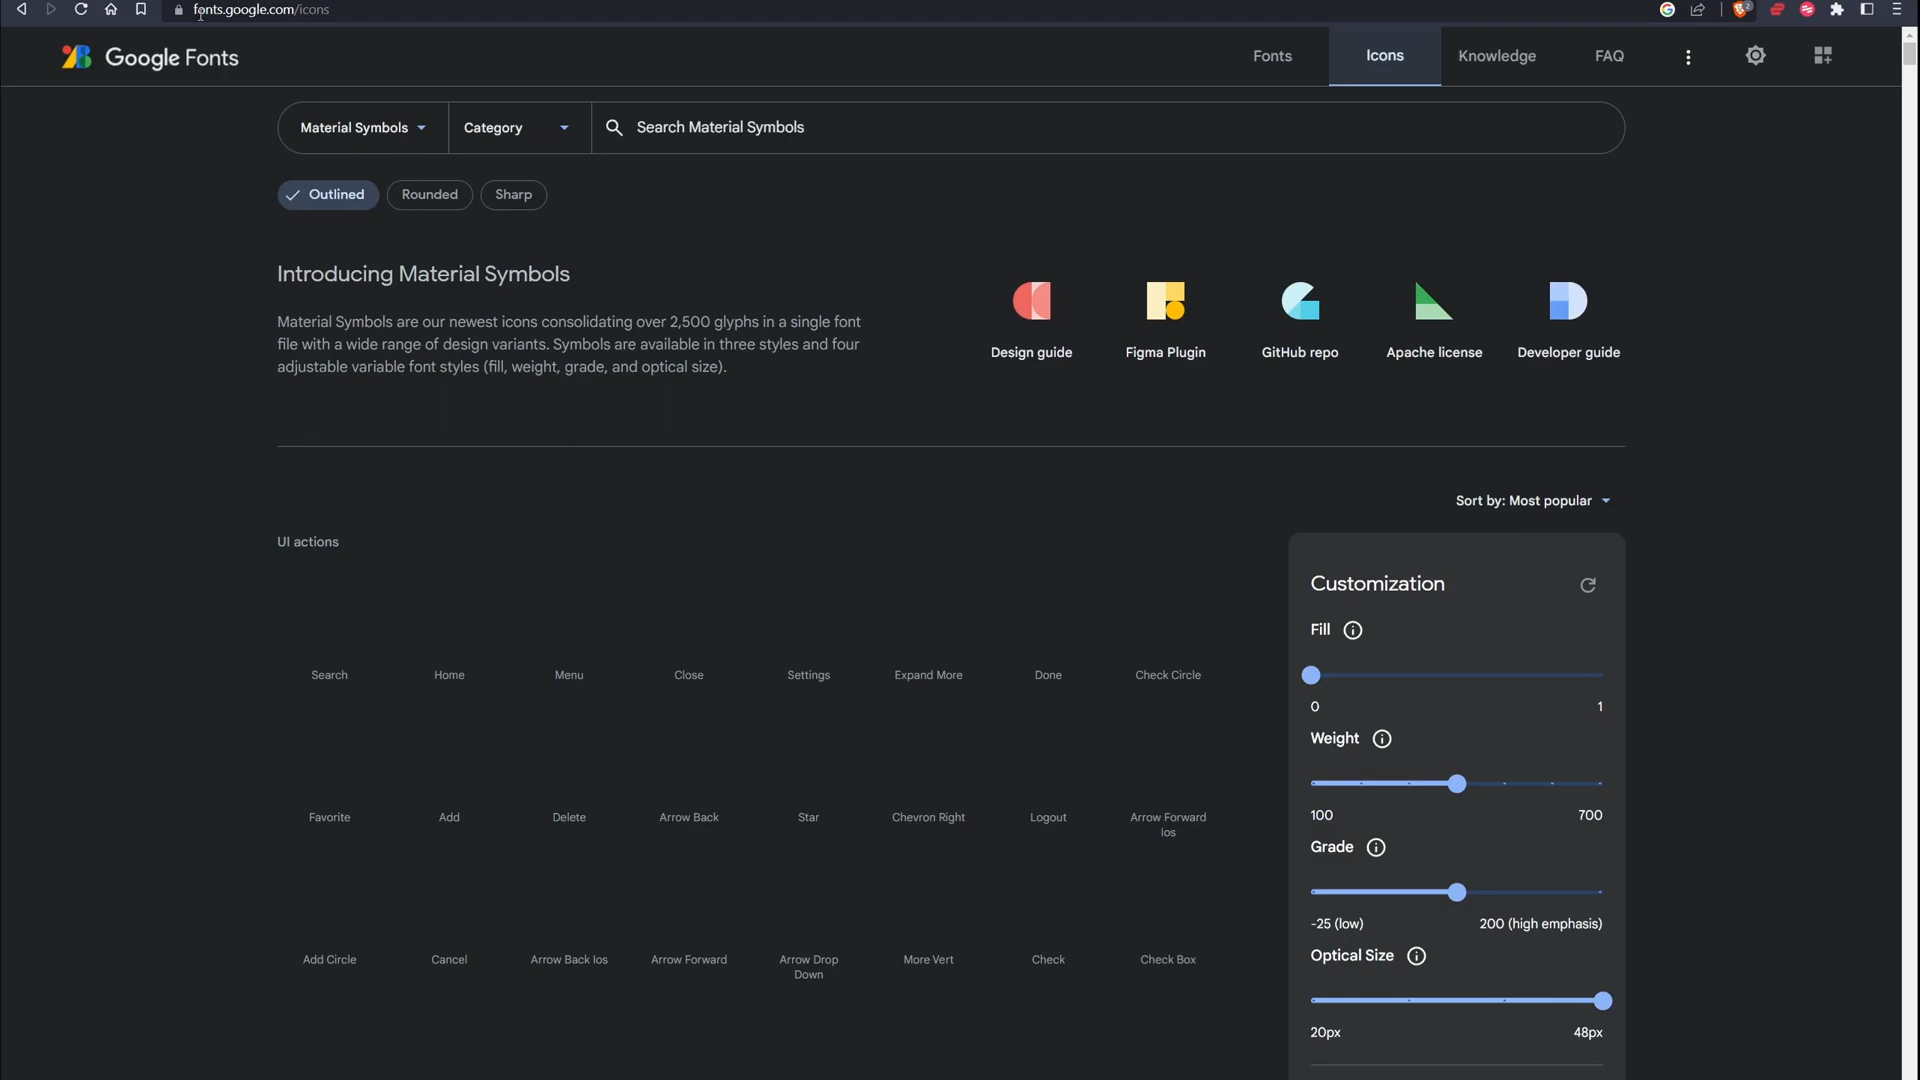 fonts.google.com/icons
2
Google Fonts
Fonts
Icons
Knowledge
FAQ
Material Symbols
Category
Search Material Symbols
Outlined
Rounded
Sharp
Introducing Material Symbols
Material Symbols are our newest icons consolidating over 2,500 glyphs in a single font
file with a wide range of design variants. Symbols are available in three styles and four
adjustable variable font styles (fill, weight, grade, and optical size).
Design guide
Figma Plugin
GitHub repo
Apache license
Developer guide
Sort by: Most popular
UI actions
Search
Home
Menu
Close
Settings
Expand More
Done
Check Circle
Favorite
Add
Delete
Arrow Back
Star
Chevron Right
Logout
Arrow Forward
Ios
Add Circle
Cancel
Arrow Back Ios
Arrow Forward
Arrow Drop
Down
More Vert
Check
Check Box
Customization
Fill
0
1
Weight
100
700
Grade
-25 (low)
200 (high emphasis)
Optical Size
20px
48px